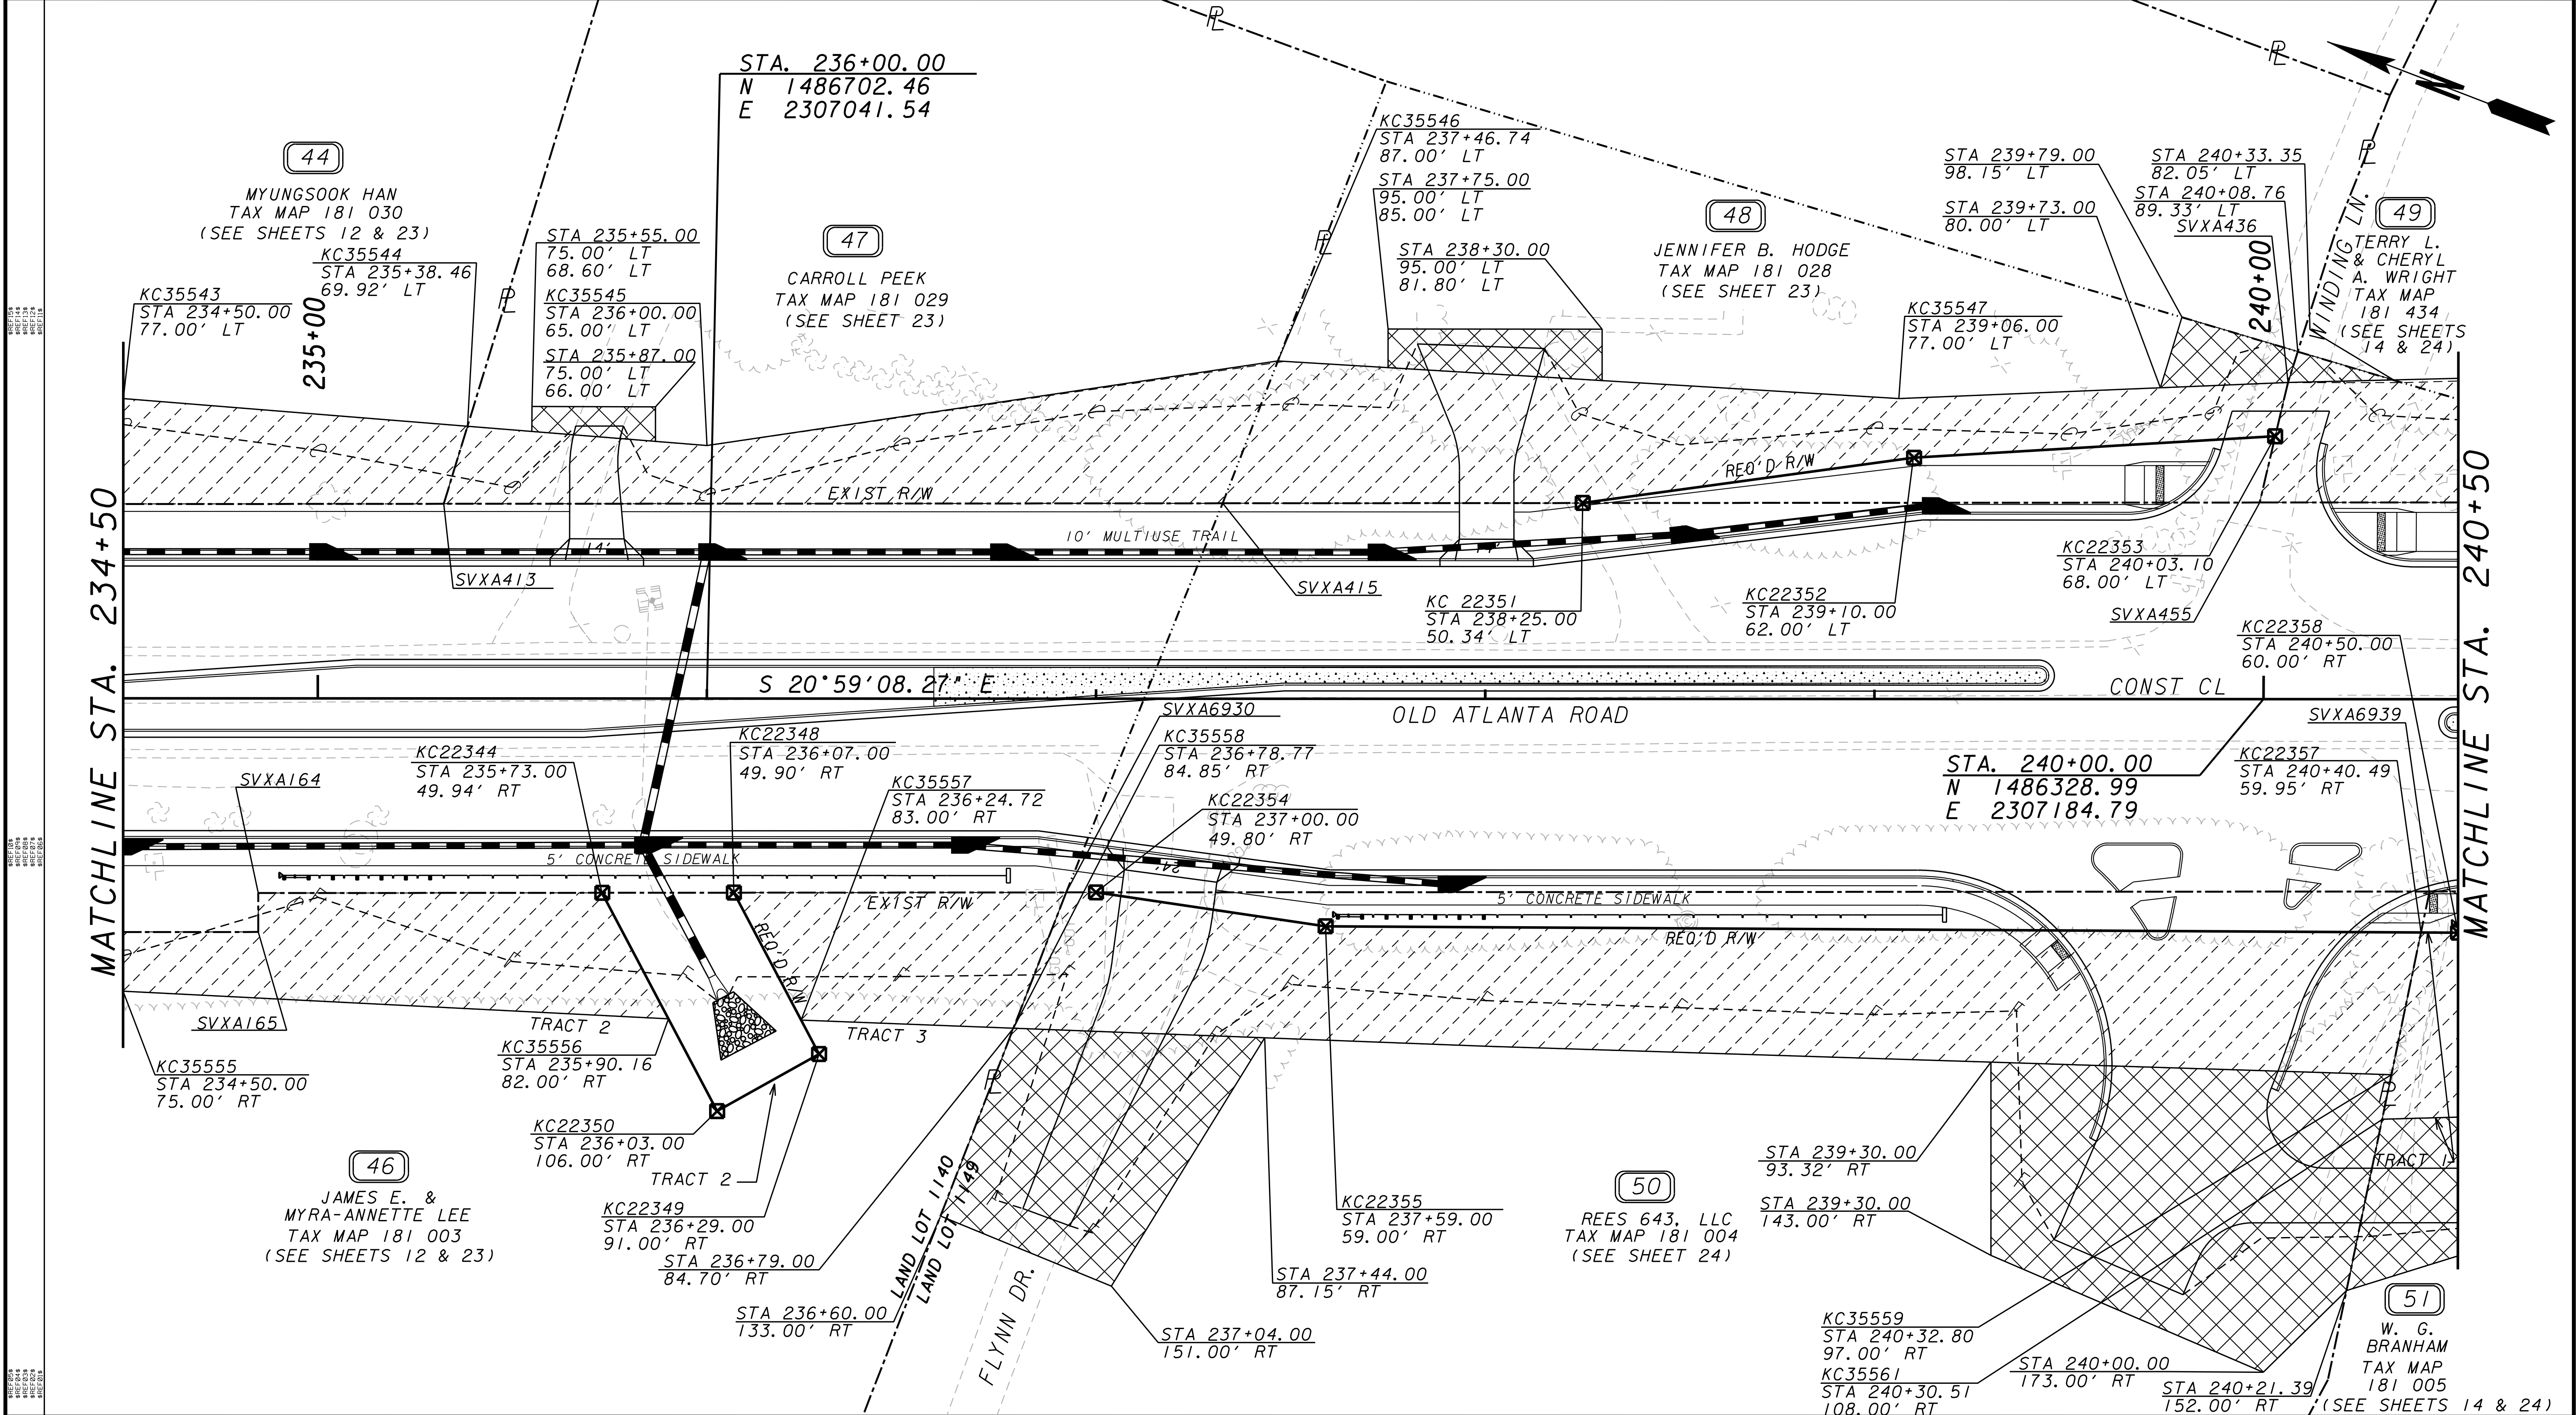 STA. 236+00.00
N 1486702.46
E 2307041.54
44
MYUNGSOOK HAN
TAX MAP 181 030
(SEE SHEETS 12 & 23)
KC35543
STA 234+50.00
77.00' LT
235+00
KC35544
STA 235+38.46
69.92' LT
STA 235+55.00
75.00' LT
68.60' LT
KC35545
STA 236+00.00
65.00' LT
STA 235+87.00
75.00' LT
66.00' LT
47
CARROLL PEEK
TAX MAP 181 029
(SEE SHEET 23)
KC35546
STA 237+46.74
87.00' LT
STA 237+75.00
95.00' LT
85.00' LT
STA 238+30.00
95.00' LT
81.80' LT
48
JENNIFER B. HODGE
TAX MAP 181 028
(SEE SHEET 23)
KC35547
STA 239+06.00
77.00' LT
STA 239+79.00
98.15' LT
STA 239+73.00
80.00' LT
STA 240+33.35
82.05' LT
STA 240+08.76
89.33' LT
SVXA436
240+00
WINDING LN.
N
49
TERRY L.
& CHERYL
A. WRIGHT
TAX MAP
181 434
(SEE SHEETS
14 & 24)
MATCHLINE STA. 234+50
EXIST R/W
REQ'D R/W
10' MULTIUSE TRAIL
14'
SVXA413
SVXA415
KC 22351
STA 238+25.00
50.34' LT
KC22352
STA 239+10.00
62.00' LT
KC22353
STA 240+03.10
68.00' LT
SVXA455
KC22358
STA 240+50.00
60.00' RT
MATCHLINE STA. 240+50
S 20°59'08.27" E
CONST CL
OLD ATLANTA ROAD
SVXA6939
SVXA164
KC22344
STA 235+73.00
49.94' RT
KC22348
STA 236+07.00
49.90' RT
KC35557
STA 236+24.72
83.00' RT
SVXA6930
KC35558
STA 236+78.77
84.85' RT
KC22354
STA 237+00.00
49.80' RT
STA. 240+00.00
N 1486328.99
E 2307184.79
KC22357
STA 240+40.49
59.95' RT
5' CONCRETE SIDEWALK
24'
EXIST R/W
5' CONCRETE SIDEWALK
REQ'D R/W
REQ'D R/W
SVXA165
TRACT 2
TRACT 3
KC35555
STA 234+50.00
75.00' RT
KC35556
STA 235+90.16
82.00' RT
KC22350
STA 236+03.00
106.00' RT
TRACT 2
KC22349
STA 236+29.00
91.00' RT
46
JAMES E. &
MYRA-ANNETTE LEE
TAX MAP 181 003
(SEE SHEETS 12 & 23)
STA 236+79.00
84.70' RT
STA 236+60.00
133.00' RT
LAND LOT 1140
LAND LOT 1149
FLYNN DR.
STA 237+04.00
151.00' RT
STA 237+44.00
87.15' RT
KC22355
STA 237+59.00
59.00' RT
50
REES 643, LLC
TAX MAP 181 004
(SEE SHEET 24)
STA 239+30.00
93.32' RT
STA 239+30.00
143.00' RT
TRACT 1
KC35559
STA 240+32.80
97.00' RT
KC35561
STA 240+30.51
108.00' RT
STA 240+00.00
173.00' RT
STA 240+21.39
152.00' RT
51
W. G.
BRANHAM
TAX MAP
181 005
(SEE SHEETS 14 & 24)